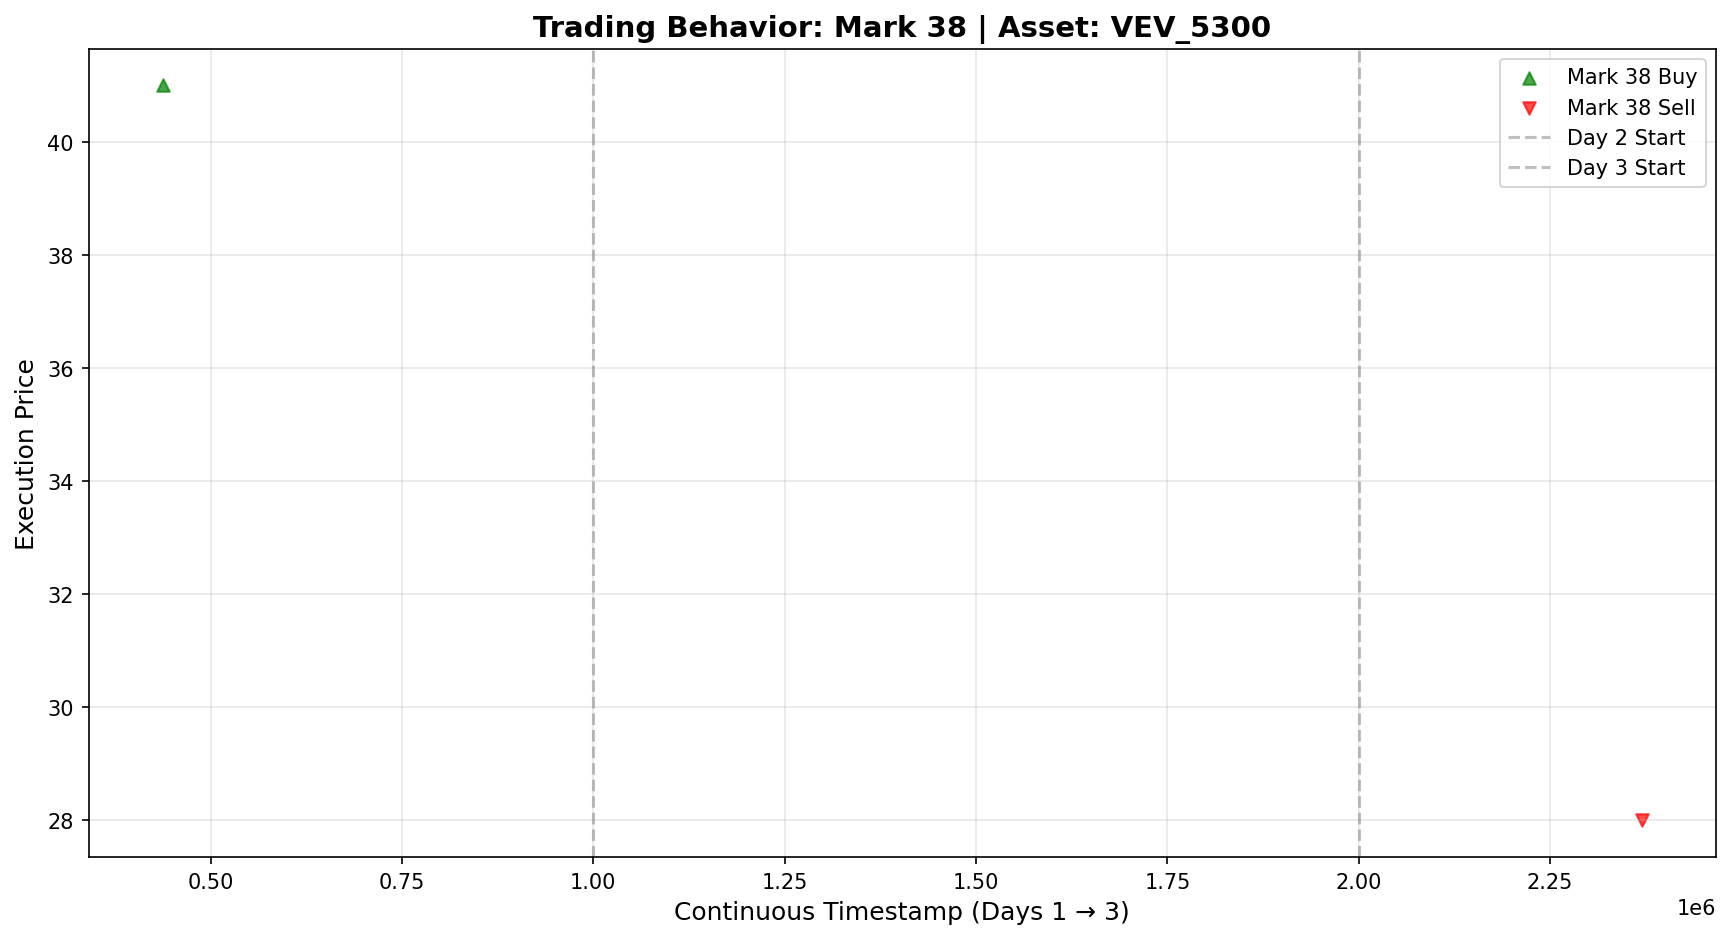 Trading Behavior: Mark 38 | Asset: VEV_5300
Mark 38 Buy
Mark 38 Sell
Day 2 Start
Day 3 Start
Execution Price
40
38
36
34
32
30
28
0.50 0.75 1.00 1.25 1.50 1.75 2.00 2.25
1e6
Continuous Timestamp (Days 1 → 3)